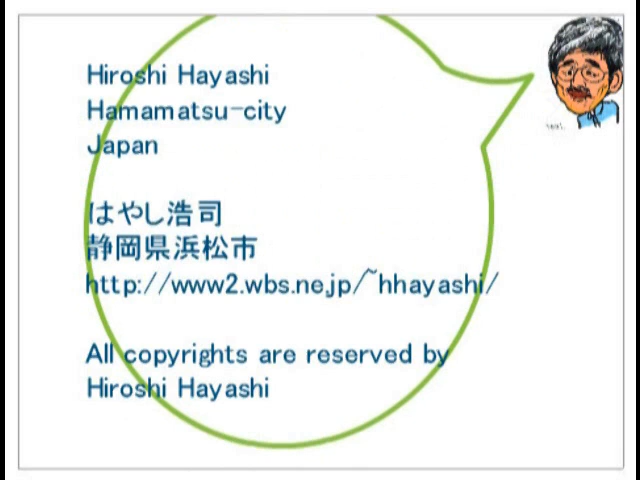 Hiroshi Hayashi
Hamamatsu-city
Japan
はやし浩司
静岡県浜松市
http://www2.wbs.ne.jp/~hhayashi/
All copyrights are reserved by
Hiroshi Hayashi